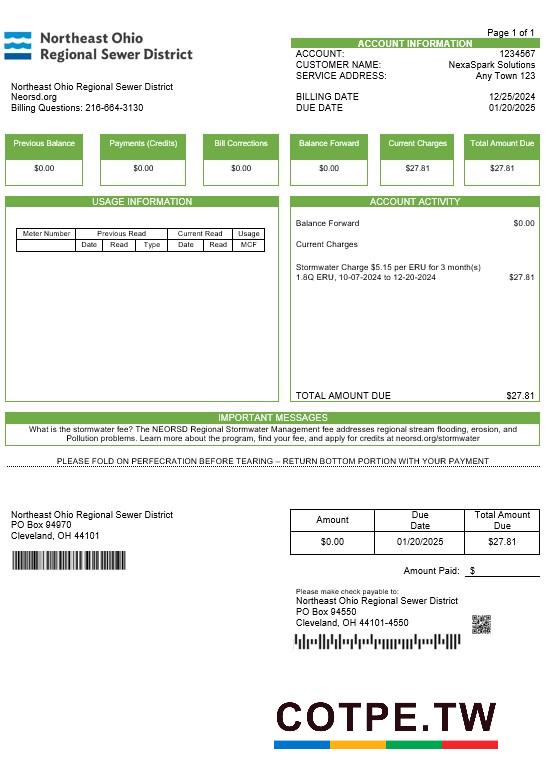 Northeast Ohio
Regional Sewer District
Page 1 of 1
ACCOUNT INFORMATION
ACCOUNT: 1234567
CUSTOMER NAME: NexaSpark Solutions
SERVICE ADDRESS: Any Town 123
BILLING DATE 12/25/2024
DUE DATE 01/20/2025
Northeast Ohio Regional Sewer District
Neorsd.org
Billing Questions: 216-664-3130
Previous Balance Payments (Credits) Bill Corrections Balance Forward Current Charges Total Amount Due
$0.00 $0.00 $0.00 $0.00 $27.81 $27.81
USAGE INFORMATION
Meter Number Previous Read Current Read Usage
Date Read Type Date Read MCF
ACCOUNT ACTIVITY
Balance Forward $0.00
Current Charges
Stormwater Charge $5.15 per ERU for 3 month(s)
1.8Q ERU, 10-07-2024 to 12-20-2024 $27.81
TOTAL AMOUNT DUE $27.81
IMPORTANT MESSAGES
What is the stormwater fee? The NEORSD Regional Stormwater Management fee addresses regional stream flooding, erosion, and
Pollution problems. Learn more about the program, find your fee, and apply for credits at neorsd.org/stormwater
PLEASE FOLD ON PERFECRATION BEFORE TEARING – RETURN BOTTOM PORTION WITH YOUR PAYMENT
Northeast Ohio Regional Sewer District
PO Box 94970
Cleveland, OH 44101
Amount Due Date Total Amount Due
$0.00 01/20/2025 $27.81
Amount Paid: $
Please make check payable to:
Northeast Ohio Regional Sewer District
PO Box 94550
Cleveland, OH 44101-4550
COTPE.TW